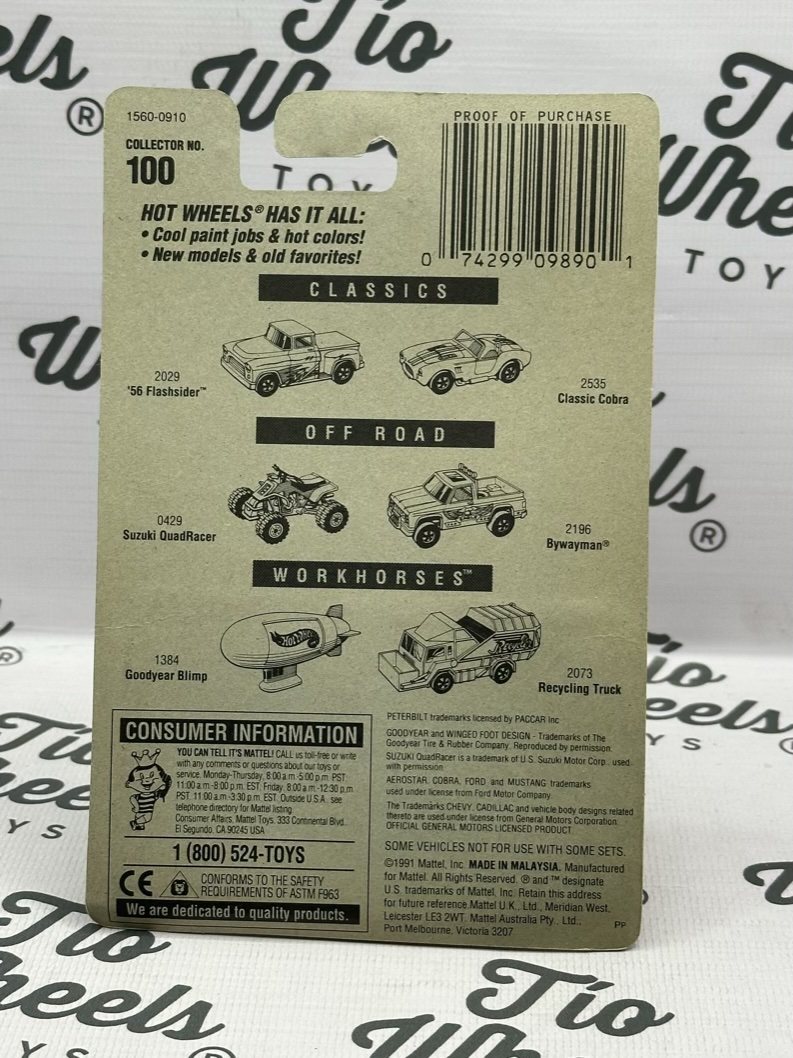 1560-0910
COLLECTOR NO.
100
HOT WHEELS® HAS IT ALL:
• Cool paint jobs & hot colors!
• New models & old favorites!
PROOF OF PURCHASE
0 74299 09890 1
CLASSICS
2029
'56 Flashsider™
2535
Classic Cobra
OFF ROAD
0429
Suzuki QuadRacer
2196
Bywayman®
WORKHORSES™
1384
Goodyear Blimp
2073
Recycling Truck
CONSUMER INFORMATION
YOU CAN TELL IT'S MATTEL! CALL us toll-free or write
with any comments or questions about our toys or
service. Monday-Thursday, 8:00 a.m.-5:00 p.m. PST.
11:00 a.m.-8:00 p.m. EST, Friday, 8:00 a.m.-12:30 p.m.
PST, 11:00 a.m.-3:30 p.m. EST. Outside U.S.A. see
telephone directory for Mattel listing
Consumer Affairs, Mattel Toys, 333 Continental Blvd.,
El Segundo, CA 90245 USA
1 (800) 524-TOYS
CE
CONFORMS TO THE SAFETY
REQUIREMENTS OF ASTM F963
We are dedicated to quality products.
PETERBILT trademarks licensed by PACCAR Inc
GOODYEAR and WINGED FOOT DESIGN - Trademarks of The
Goodyear Tire & Rubber Company. Reproduced by permission.
SUZUKI QuadRacer is a trademark of U.S. Suzuki Motor Corp., used
with permission
AEROSTAR, COBRA, FORD and MUSTANG trademarks
used under license from Ford Motor Company.
The Trademarks CHEVY, CADILLAC and vehicle body designs related
thereto are used under license from General Motors Corporation.
OFFICIAL GENERAL MOTORS LICENSED PRODUCT
SOME VEHICLES NOT FOR USE WITH SOME SETS.
©1991 Mattel, Inc. MADE IN MALAYSIA. Manufactured
for Mattel. All Rights Reserved. ® and ™ designate
U.S. trademarks of Mattel, Inc. Retain this address
for future reference. Mattel U.K., Ltd., Meridian West,
Leicester LE3 2WT. Mattel Australia Pty., Ltd.,
Port Melbourne, Victoria 3207
PP
Tio
Wheels
®
TOYS